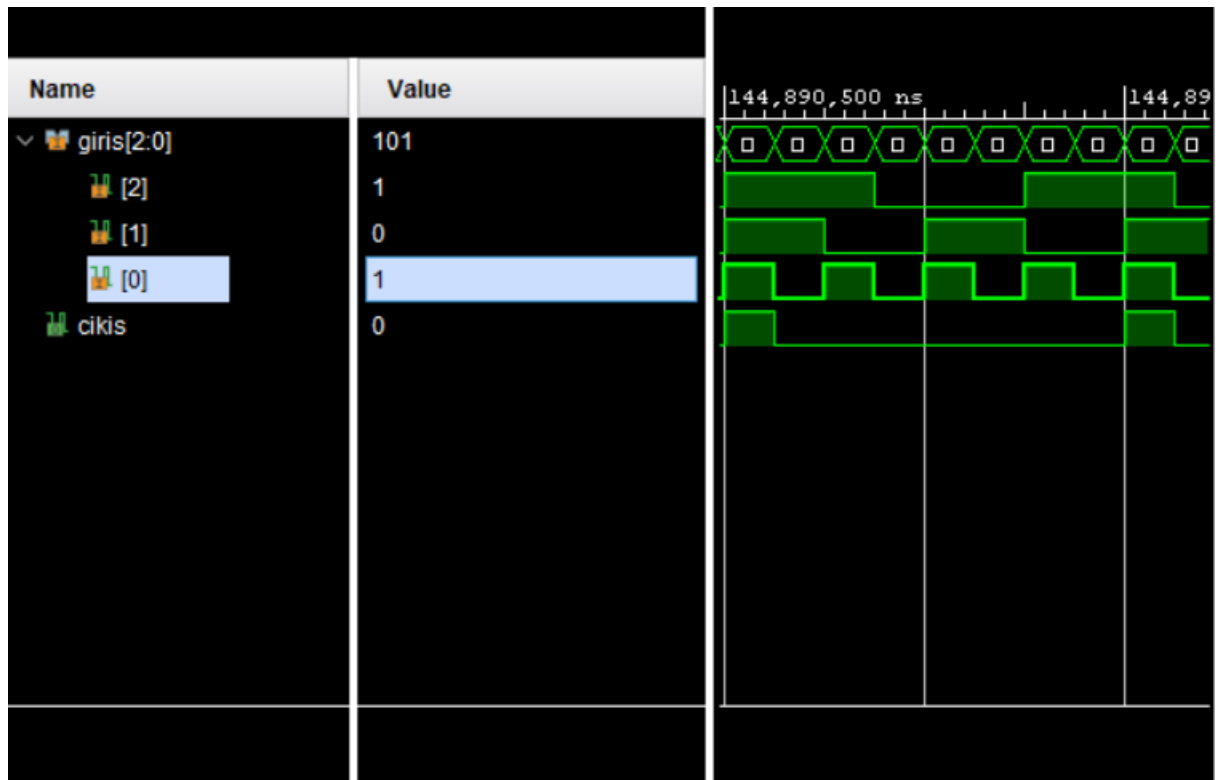 Name Value
144,890,500 ns 144,89
giris[2:0] 101
[2] 1
[1] 0
[0] 1
cikis 0